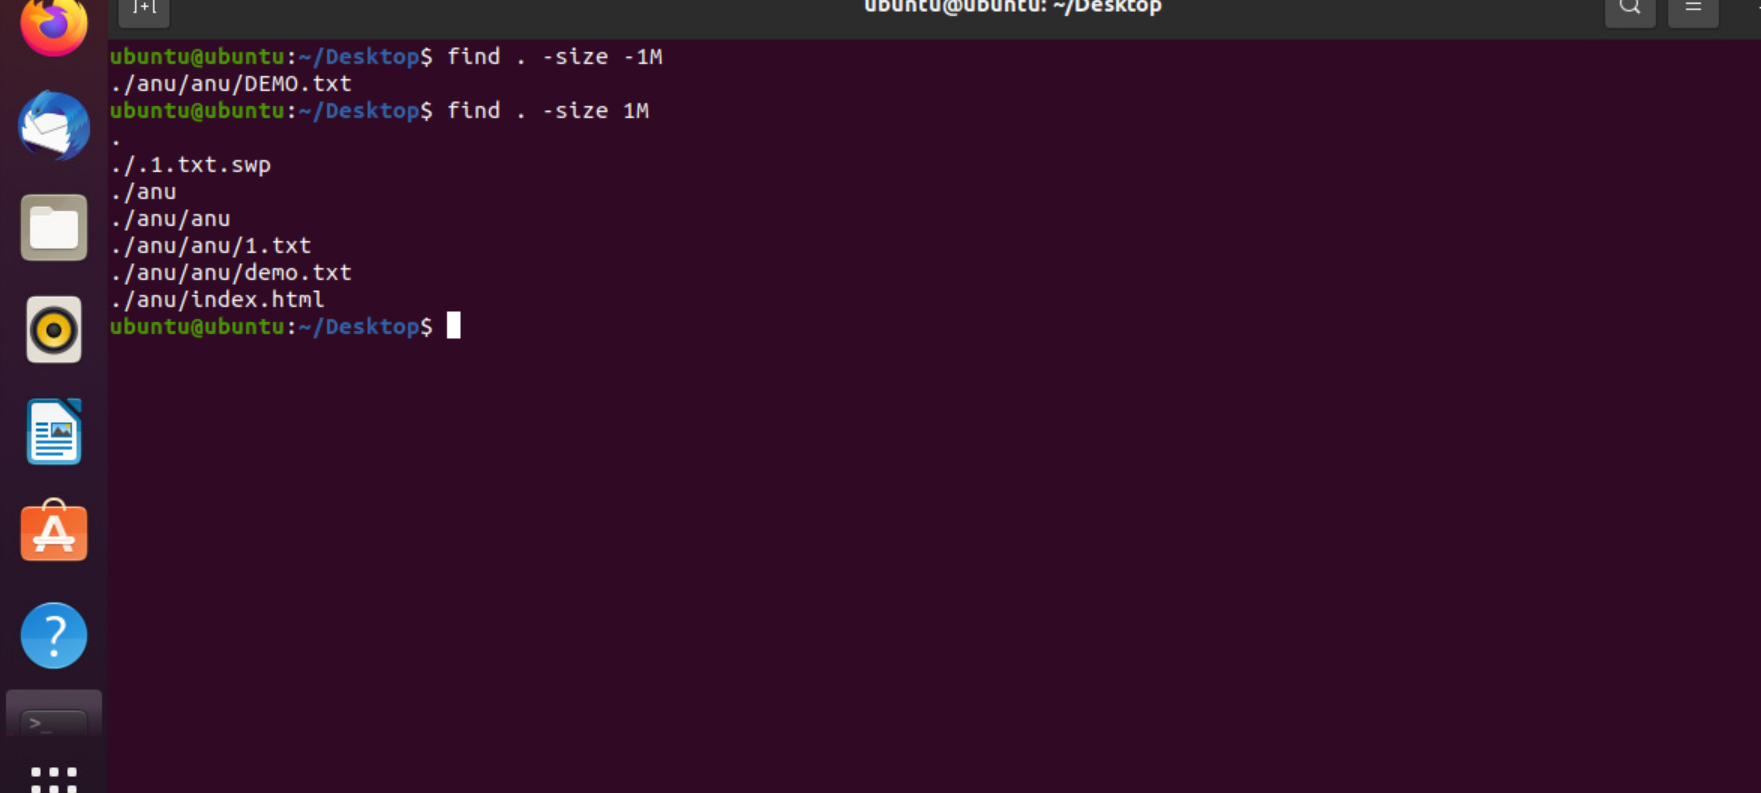 ubuntu@ubuntu: ~/Desktop
ubuntu@ubuntu:~/Desktop$ find . -size -1M
./anu/anu/DEMO.txt
ubuntu@ubuntu:~/Desktop$ find . -size 1M
.
./.1.txt.swp
./anu
./anu/anu
./anu/anu/1.txt
./anu/anu/demo.txt
./anu/index.html
ubuntu@ubuntu:~/Desktop$